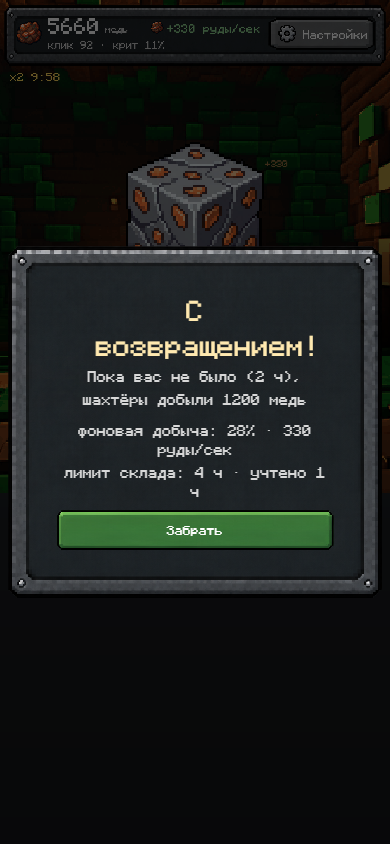 5660 медь
+330 руды/сек
Настройки
клик 92 · крит 11%
x2 9:58
+330
С
возвращением!
Пока вас не было (2 ч),
шахтёры добыли 1200 медь
фоновая добыча: 28% · 330
руды/сек
лимит склада: 4 ч · учтено 1
ч
Забрать